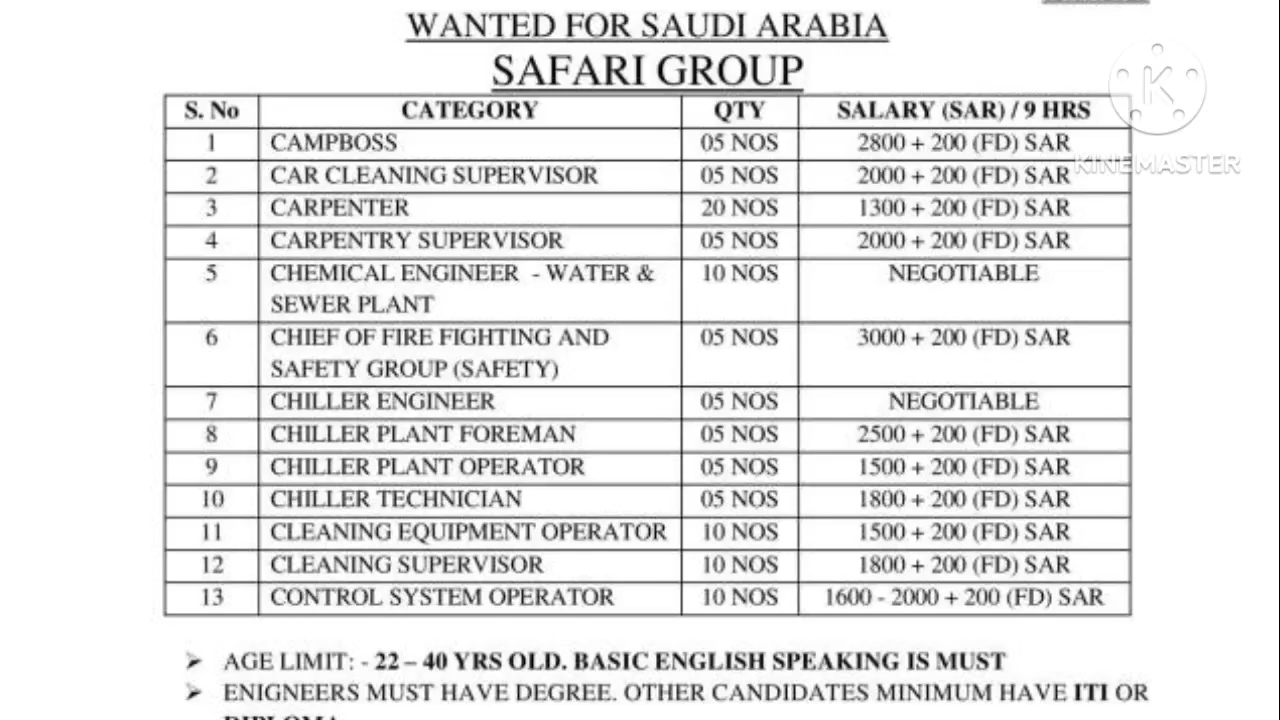 WANTED FOR SAUDI ARABIA
SAFARI GROUP
S. No CATEGORY QTY SALARY (SAR) / 9 HRS
1 CAMPBOSS 05 NOS 2800 + 200 (FD) SAR
KINEMASTER
2 CAR CLEANING SUPERVISOR 05 NOS 2000 + 200 (FD) SAR
3 CARPENTER 20 NOS 1300 + 200 (FD) SAR
4 CARPENTRY SUPERVISOR 05 NOS 2000 + 200 (FD) SAR
5 CHEMICAL ENGINEER - WATER & 10 NOS NEGOTIABLE
SEWER PLANT
6 CHIEF OF FIRE FIGHTING AND 05 NOS 3000 + 200 (FD) SAR
SAFETY GROUP (SAFETY)
7 CHILLER ENGINEER 05 NOS NEGOTIABLE
8 CHILLER PLANT FOREMAN 05 NOS 2500 + 200 (FD) SAR
9 CHILLER PLANT OPERATOR 05 NOS 1500 + 200 (FD) SAR
10 CHILLER TECHNICIAN 05 NOS 1800 + 200 (FD) SAR
11 CLEANING EQUIPMENT OPERATOR 10 NOS 1500 + 200 (FD) SAR
12 CLEANING SUPERVISOR 10 NOS 1800 + 200 (FD) SAR
13 CONTROL SYSTEM OPERATOR 10 NOS 1600 - 2000 + 200 (FD) SAR
➢ AGE LIMIT: - 22 – 40 YRS OLD. BASIC ENGLISH SPEAKING IS MUST
➢ ENIGNEERS MUST HAVE DEGREE. OTHER CANDIDATES MINIMUM HAVE ITI OR
DIPLOMA